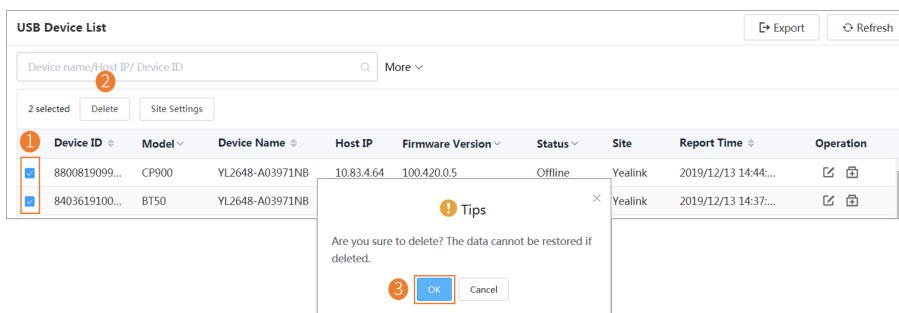 USB Device List
Export
Refresh
Device name/Host IP/ Device ID
More
2
2 selected
Delete
Site Settings
1
Device ID Model Device Name Host IP Firmware Version Status Site Report Time Operation
8800819099... CP900 YL2648-A03971NB 10.83.4.64 100.420.0.5 Offline Yealink 2019/12/13 14:44:...
8403619100... BT50 YL2648-A03971NB Yealink 2019/12/13 14:37:...
Tips
Are you sure to delete? The data cannot be restored if
deleted.
3
OK
Cancel